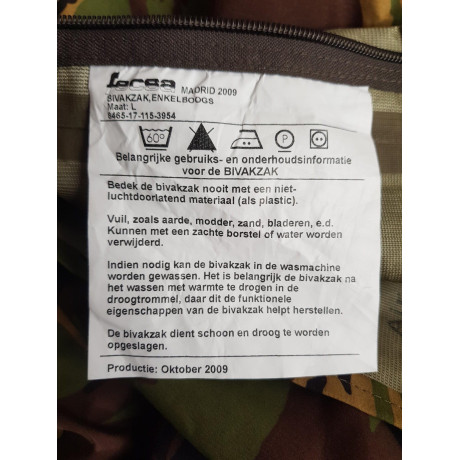 Lorca MADRID 2009
BIVAKZAK,ENKELBOOGS
Maat: L
8465-17-115-3954
60°
P
Belangrijke gebruiks- en onderhoudsinformatie
voor de BIVAKZAK
Bedek de bivakzak nooit met een niet-
luchtdoorlatend materiaal (als plastic).
Vuil, zoals aarde, modder, zand, bladeren, e.d.
Kunnen met een zachte borstel of water worden
verwijderd.
Indien nodig kan de bivakzak in de wasmachine
worden gewassen. Het is belangrijk de bivakzak na
het wassen met warmte te drogen in de
droogtrommel, daar dit de funktionele
eigenschappen van de bivakzak helpt herstellen.
De bivakzak dient schoon en droog te worden
opgeslagen.
Productie: Oktober 2009